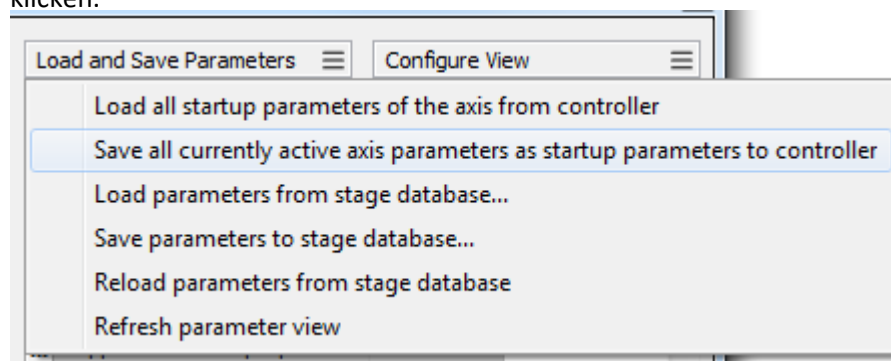 klicken.
Load and Save Parameters Configure View
Load all startup parameters of the axis from controller
Save all currently active axis parameters as startup parameters to controller
Load parameters from stage database...
Save parameters to stage database...
Reload parameters from stage database
Refresh parameter view